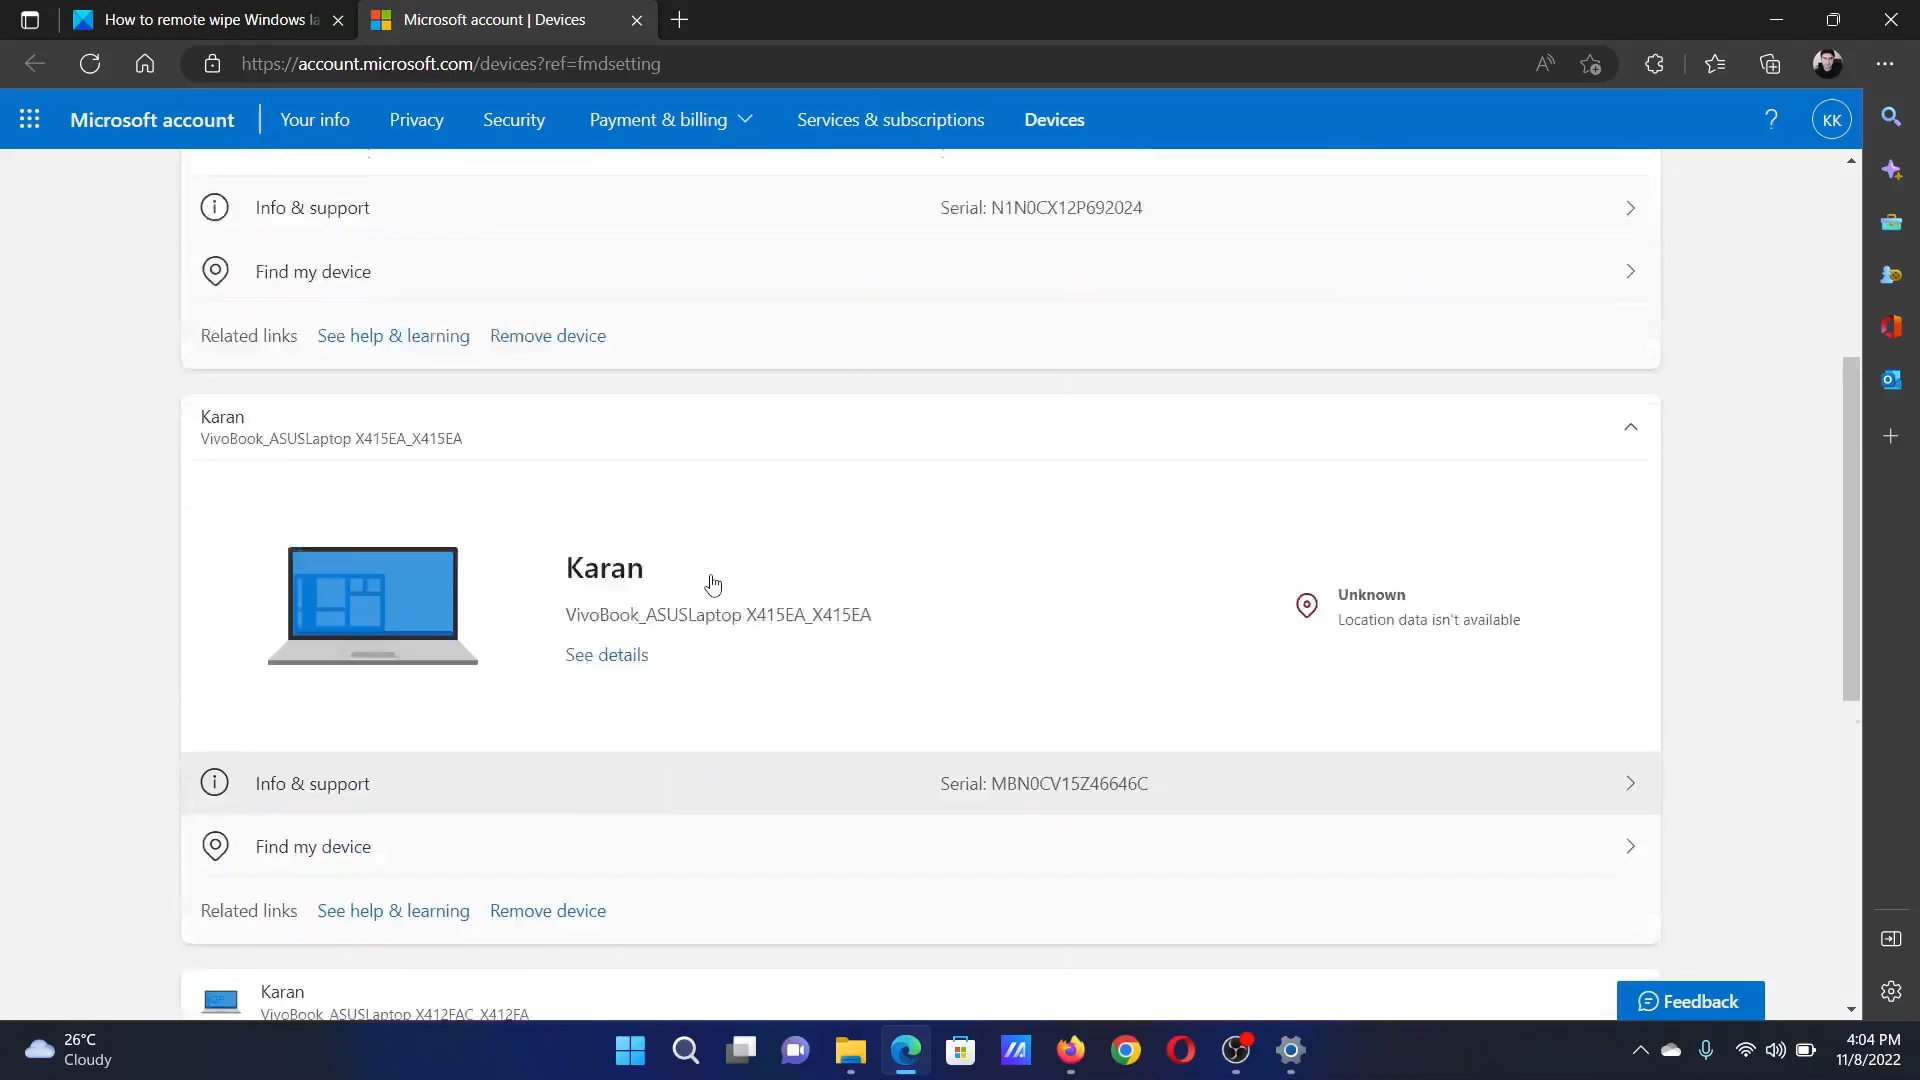 How to remote wipe Windows la
Microsoft account | Devices
https://account.microsoft.com/devices?ref=fmdsetting
Microsoft account
Your info
Privacy
Security
Payment & billing
Services & subscriptions
Devices
?
KK
Info & support
Serial: N1N0CX12P692024
Find my device
Related links
See help & learning
Remove device
Karan
VivoBook_ASUSLaptop X415EA_X415EA
Karan
VivoBook_ASUSLaptop X415EA_X415EA
See details
Unknown
Location data isn't available
Info & support
Serial: MBN0CV15Z46646C
Find my device
Related links
See help & learning
Remove device
Karan
VivoBook_ASUSLaptop X412FAC_X412FA
Feedback
26°C
Cloudy
4:04 PM
11/8/2022